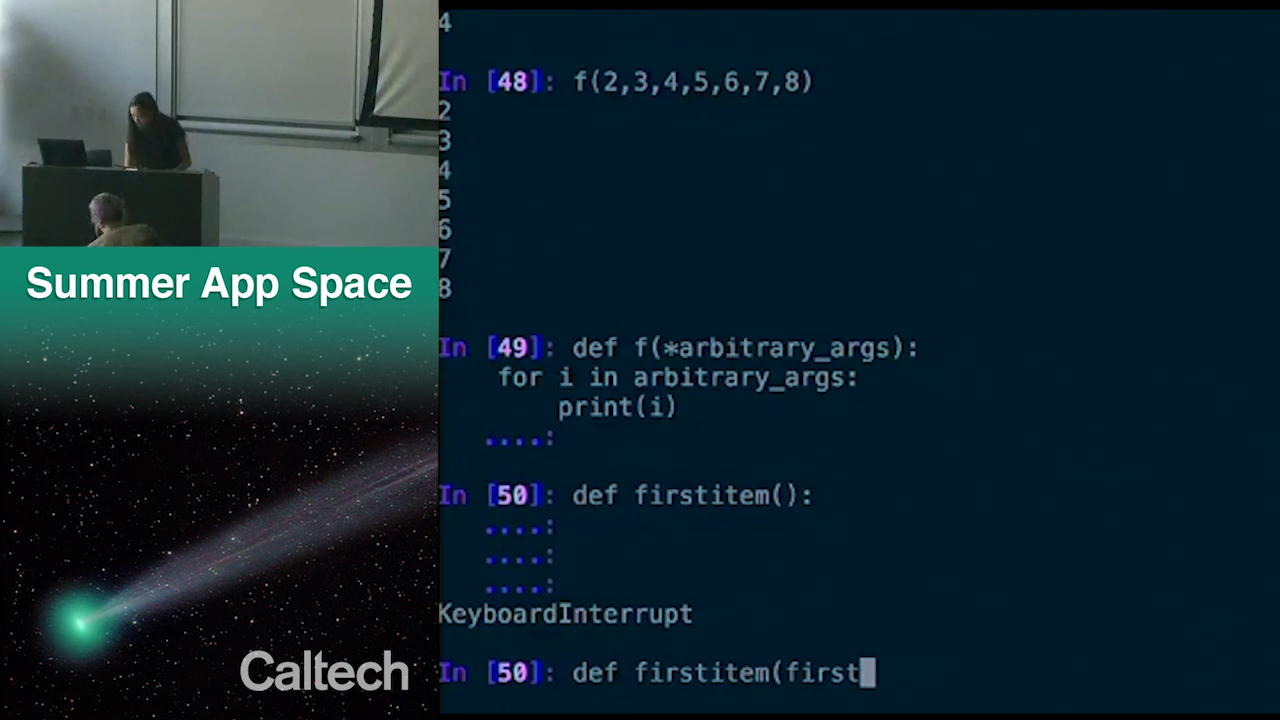 Summer App Space
Caltech
4
In [48]: f(2,3,4,5,6,7,8)
2
3
4
5
6
7
8
In [49]: def f(*arbitrary_args):
for i in arbitrary_args:
print(i)
....:
In [50]: def firstitem():
....:
....:
....:
KeyboardInterrupt
In [50]: def firstitem(first